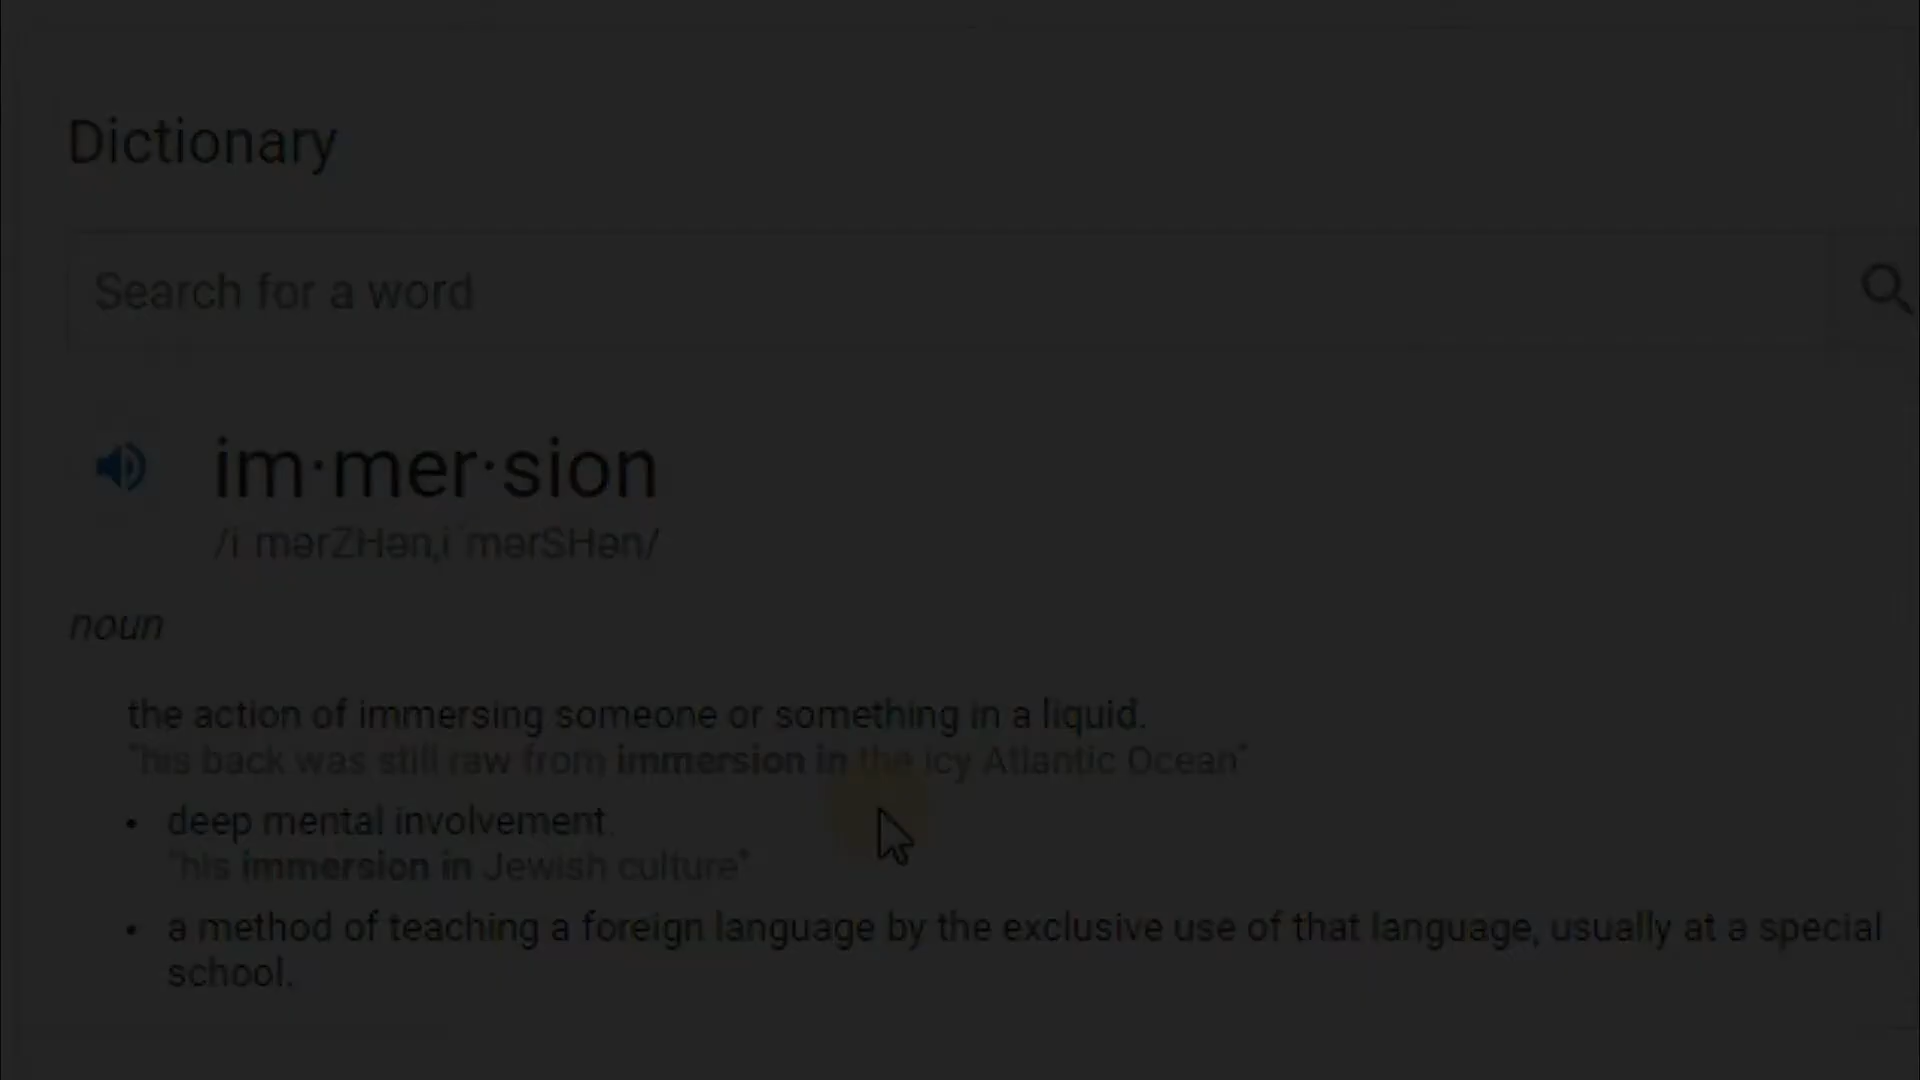 Dictionary
Search for a word
im·mer·sion
/iˈmərZHən,iˈmərSHən/
noun
the action of immersing someone or something in a liquid.
"his back was still raw from immersion in the icy Atlantic Ocean"
• deep mental involvement.
"his immersion in Jewish culture"
• a method of teaching a foreign language by the exclusive use of that language, usually at a special
school.